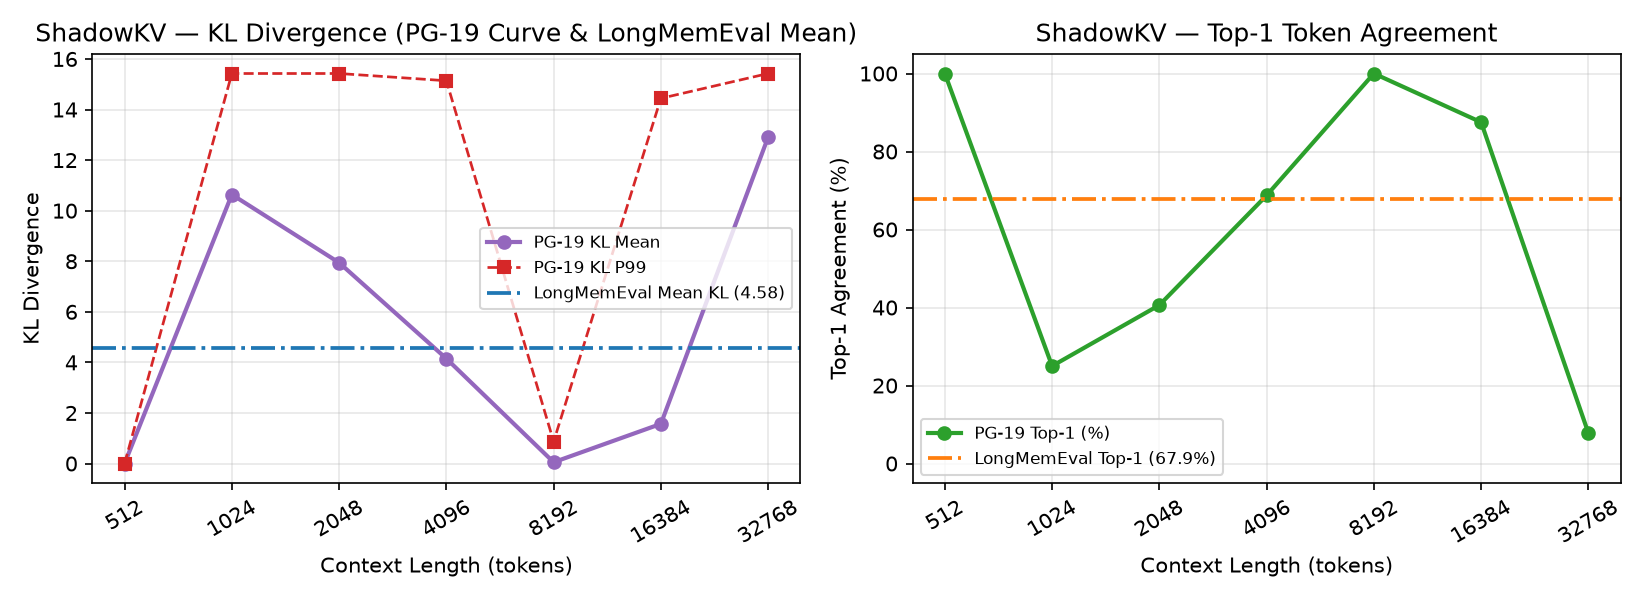 ShadowKV — KL Divergence (PG-19 Curve & LongMemEval Mean)
16
14
12
10
8
6
4
2
0
KL Divergence
PG-19 KL Mean
PG-19 KL P99
LongMemEval Mean KL (4.58)
512
1024
2048
4096
8192
16384
32768
Context Length (tokens)
ShadowKV — Top-1 Token Agreement
100
80
60
40
20
0
Top-1 Agreement (%)
PG-19 Top-1 (%)
LongMemEval Top-1 (67.9%)
512
1024
2048
4096
8192
16384
32768
Context Length (tokens)